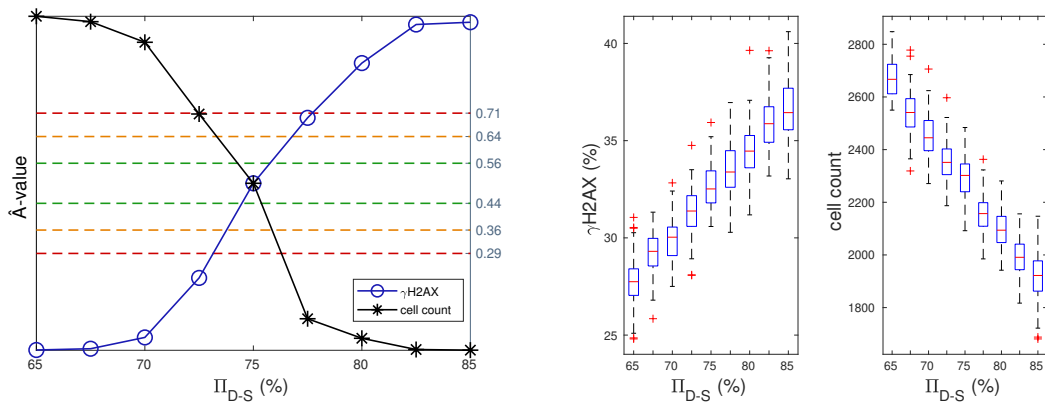 Â-value
0.71
0.64
0.56
0.44
0.36
0.29
γH2AX
cell count
65 70 75 80 85
Π_D-S (%)
γH2AX (%)
40
35
30
25
65 70 75 80 85
Π_D-S (%)
cell count
2800
2600
2400
2200
2000
1800
65 70 75 80 85
Π_D-S (%)